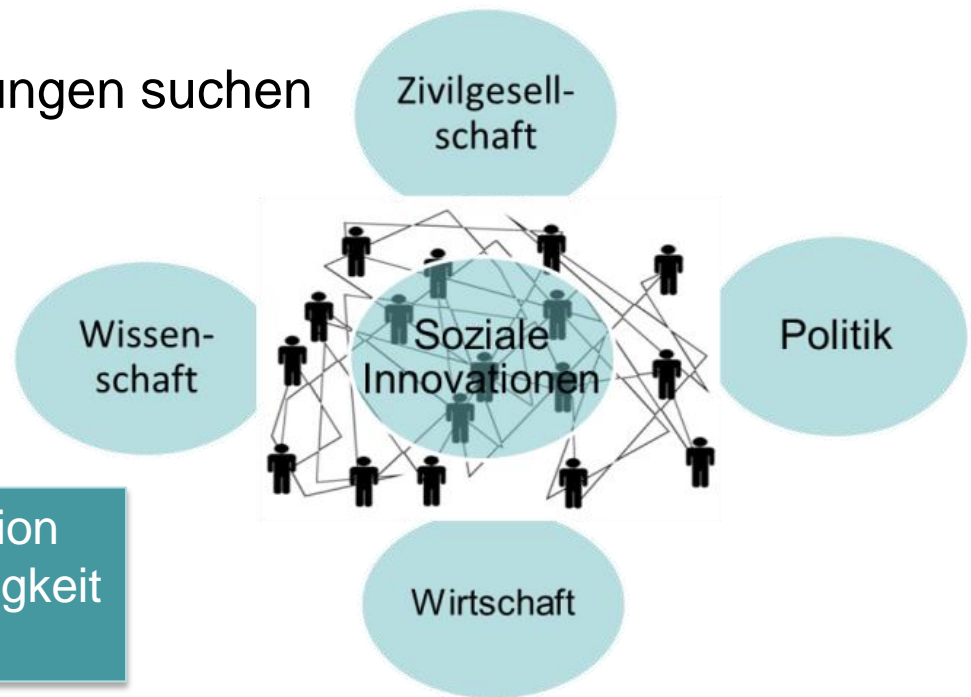 ungen suchen
Zivilgesell-
schaft
Wissen-
schaft
Soziale
Innovationen
Politik
ion
gkeit
Wirtschaft